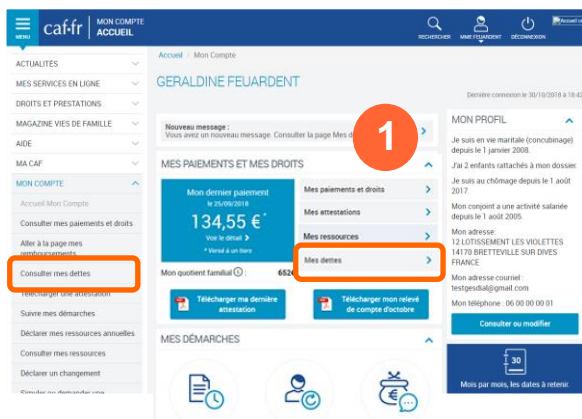 caf·fr MON COMPTE
ACCUEIL
MENU
RECHERCHER
MME FEUARDENT
DÉCONNEXION
ACTUALITÉS
MES SERVICES EN LIGNE
DROITS ET PRESTATIONS
MAGAZINE VIES DE FAMILLE
AIDE
MA CAF
MON COMPTE
Accueil Mon Compte
Consulter mes paiements et droits
Aller à la page mes
remboursements
Consulter mes dettes
Télécharger une attestation
Suivre mes démarches
Déclarer mes ressources annuelles
Consulter mes ressources
Déclarer un changement
Simuler ou demander une
Accueil / Mon Compte
GERALDINE FEUARDENT
Dernière connexion le 30/10/2018 à 18:42
Nouveau message :
Vous avez un nouveau message. Consulter la page Mes
1
MES PAIEMENTS ET MES DROITS
Mon dernier paiement
le 25/09/2018
134,55 €*
Voir le détail >
* Versé à un tiers
Mes paiements et droits
Mes attestations
Mes ressources
Mes dettes
Mon quotient familial :
Télécharger ma dernière
attestation
Télécharger mon relevé
de compte d'octobre
MES DÉMARCHES
MON PROFIL
Je suis en vie maritale (concubinage)
depuis le 1 janvier 2008.
J'ai 2 enfants rattachés à mon dossier.
Je suis au chômage depuis le 1 août
2017.
Mon conjoint a une activité salariée
depuis le 1 août 2005.
Mon adresse:
12 LOTISSEMENT LES VIOLETTES
14170 BRETTEVILLE SUR DIVES
FRANCE
Mon adresse courriel :
testgesdial@gmail.com
Mon téléphone : 06 00 00 00 01
Consulter ou modifier
30
Mois par mois, les dates à retenir.